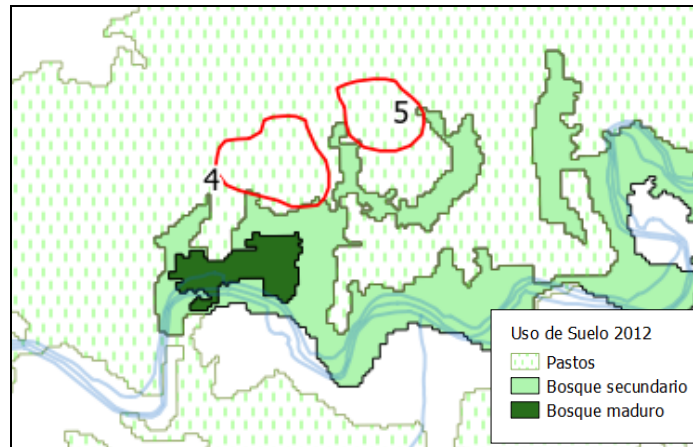 5
4
Uso de Suelo 2012
Pastos
Bosque secundario
Bosque maduro